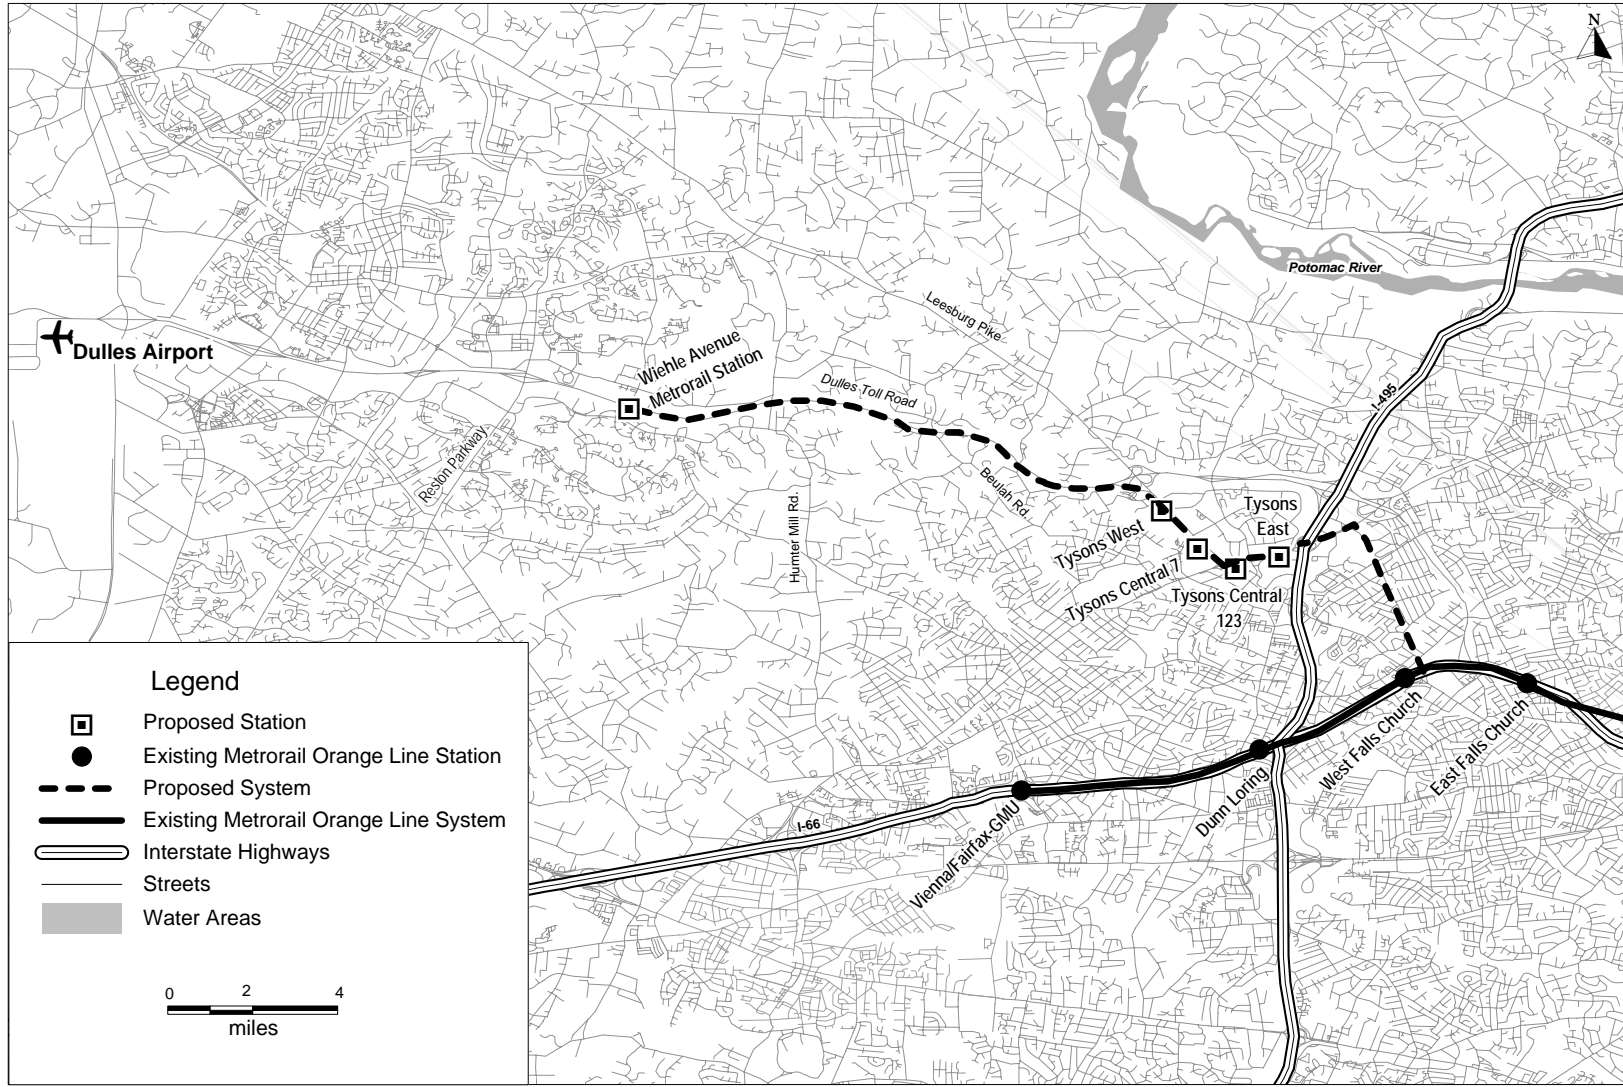 N
Potomac River
Leesburg Pike
Dulles Airport
Wiehle Avenue
Metrorail Station
Dulles Toll Road
I-495
Reston Parkway
Beulah Rd.
Humter Mill Rd.
Tysons
East
Tysons West
Tysons Central 7
Tysons Central
123
West Falls Church
East Falls Church
Dunn Loring
Vienna/Fairfax-GMU
I-66
Legend
Proposed Station
Existing Metrorail Orange Line Station
Proposed System
Existing Metrorail Orange Line System
Interstate Highways
Streets
Water Areas
0 2 4
miles